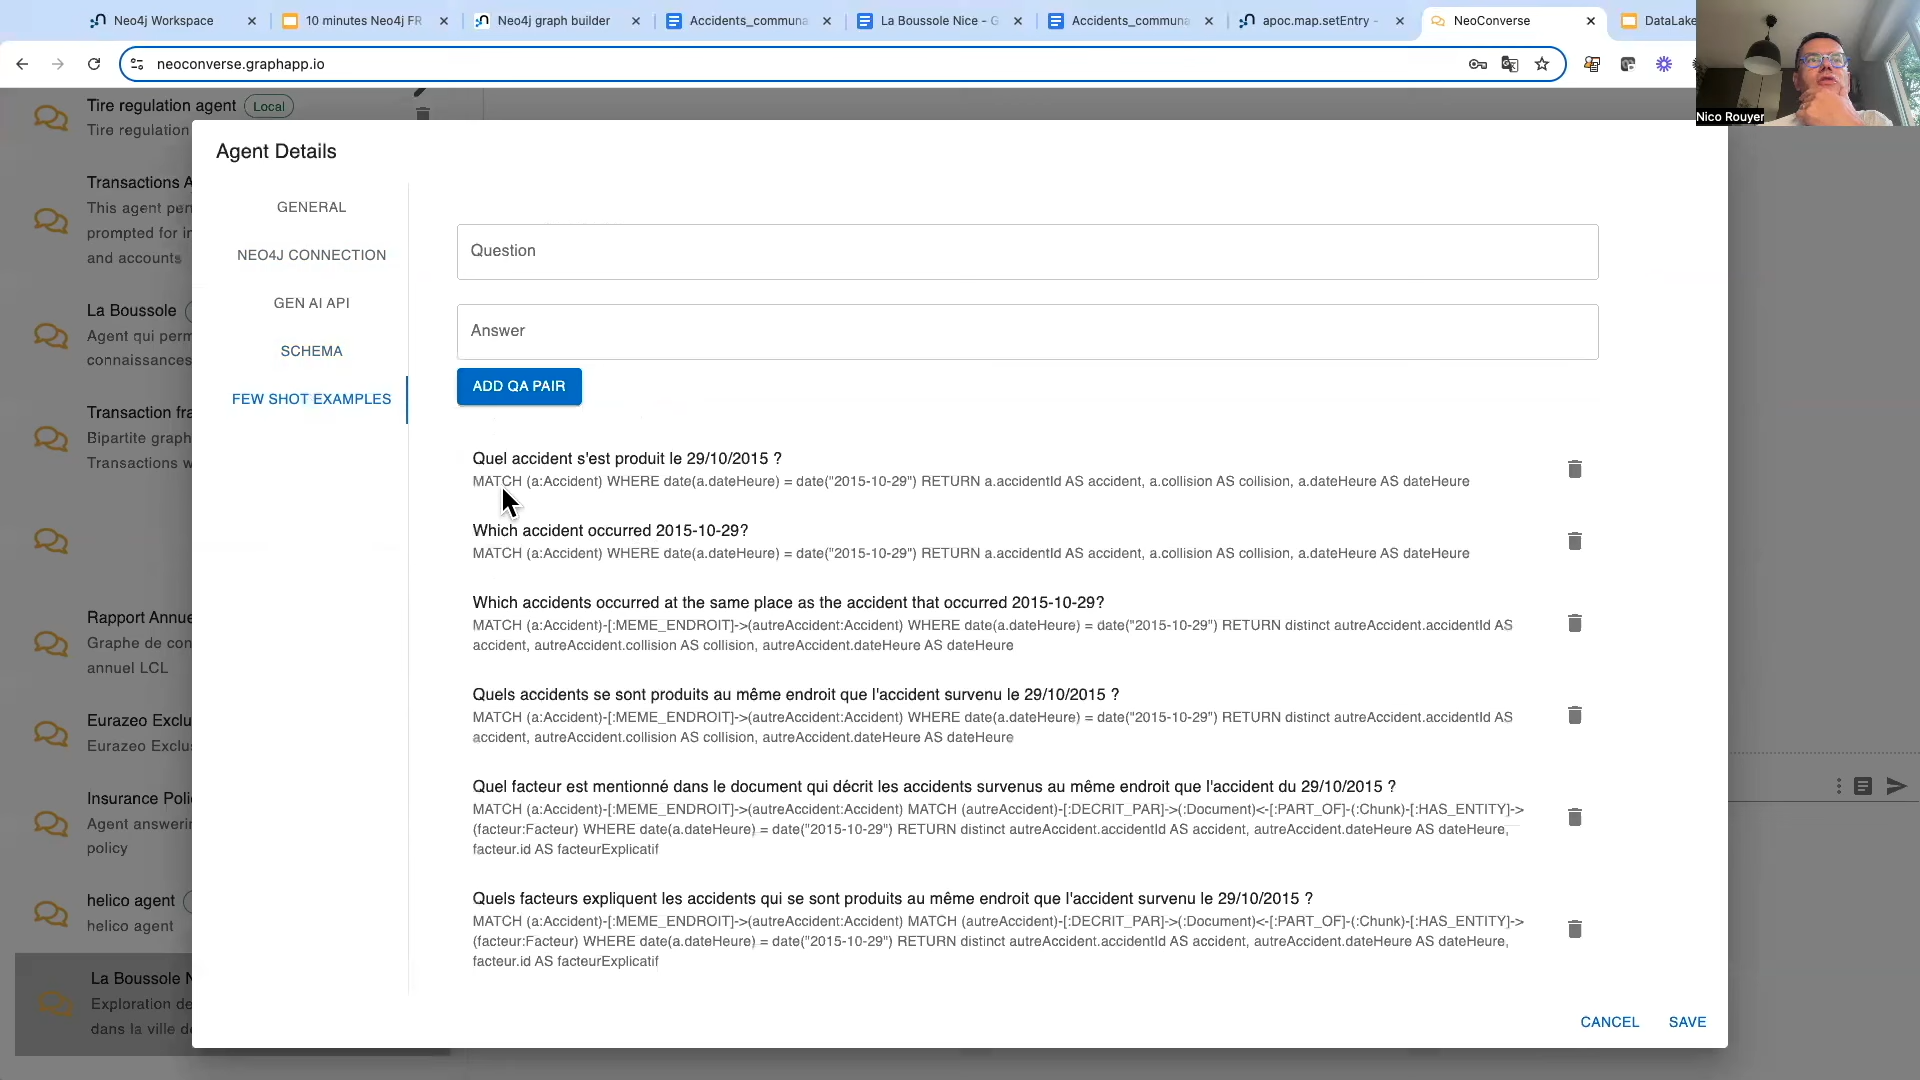 Neo4j Workspace
10 minutes Neo4j FR
Neo4j graph builder
Accidents_communa
La Boussole Nice - G
Accidents_communa
apoc.map.setEntry -
NeoConverse
DataLake
neoconverse.graphapp.io
Nico Rouyer
Tire regulation agent Local
Tire regulation
Transactions A
This agent per
prompted for in
and accounts
La Boussole
Agent qui perm
connaissances
Transaction fra
Bipartite graph
Transactions w
Rapport Annue
Graphe de con
annuel LCL
Eurazeo Exclu
Eurazeo Exclus
Insurance Polic
Agent answerin
policy
helico agent
helico agent
La Boussole N
Exploration de
dans la ville de
Agent Details
GENERAL
NEO4J CONNECTION
GEN AI API
SCHEMA
FEW SHOT EXAMPLES
Question
Answer
ADD QA PAIR
Quel accident s'est produit le 29/10/2015 ?
MATCH (a:Accident) WHERE date(a.dateHeure) = date("2015-10-29") RETURN a.accidentId AS accident, a.collision AS collision, a.dateHeure AS dateHeure
Which accident occurred 2015-10-29?
MATCH (a:Accident) WHERE date(a.dateHeure) = date("2015-10-29") RETURN a.accidentId AS accident, a.collision AS collision, a.dateHeure AS dateHeure
Which accidents occurred at the same place as the accident that occurred 2015-10-29?
MATCH (a:Accident)-[:MEME_ENDROIT]->(autreAccident:Accident) WHERE date(a.dateHeure) = date("2015-10-29") RETURN distinct autreAccident.accidentId AS
accident, autreAccident.collision AS collision, autreAccident.dateHeure AS dateHeure
Quels accidents se sont produits au même endroit que l'accident survenu le 29/10/2015 ?
MATCH (a:Accident)-[:MEME_ENDROIT]->(autreAccident:Accident) WHERE date(a.dateHeure) = date("2015-10-29") RETURN distinct autreAccident.accidentId AS
accident, autreAccident.collision AS collision, autreAccident.dateHeure AS dateHeure
Quel facteur est mentionné dans le document qui décrit les accidents survenus au même endroit que l'accident du 29/10/2015 ?
MATCH (a:Accident)-[:MEME_ENDROIT]->(autreAccident:Accident) MATCH (autreAccident)-[:DECRIT_PAR]->(:Document)<-[:PART_OF]-(:Chunk)-[:HAS_ENTITY]->
(facteur:Facteur) WHERE date(a.dateHeure) = date("2015-10-29") RETURN distinct autreAccident.accidentId AS accident, autreAccident.dateHeure AS dateHeure,
facteur.id AS facteurExplicatif
Quels facteurs expliquent les accidents qui se sont produits au même endroit que l'accident survenu le 29/10/2015 ?
MATCH (a:Accident)-[:MEME_ENDROIT]->(autreAccident:Accident) MATCH (autreAccident)-[:DECRIT_PAR]->(:Document)<-[:PART_OF]-(:Chunk)-[:HAS_ENTITY]->
(facteur:Facteur) WHERE date(a.dateHeure) = date("2015-10-29") RETURN distinct autreAccident.accidentId AS accident, autreAccident.dateHeure AS dateHeure,
facteur.id AS facteurExplicatif
CANCEL
SAVE